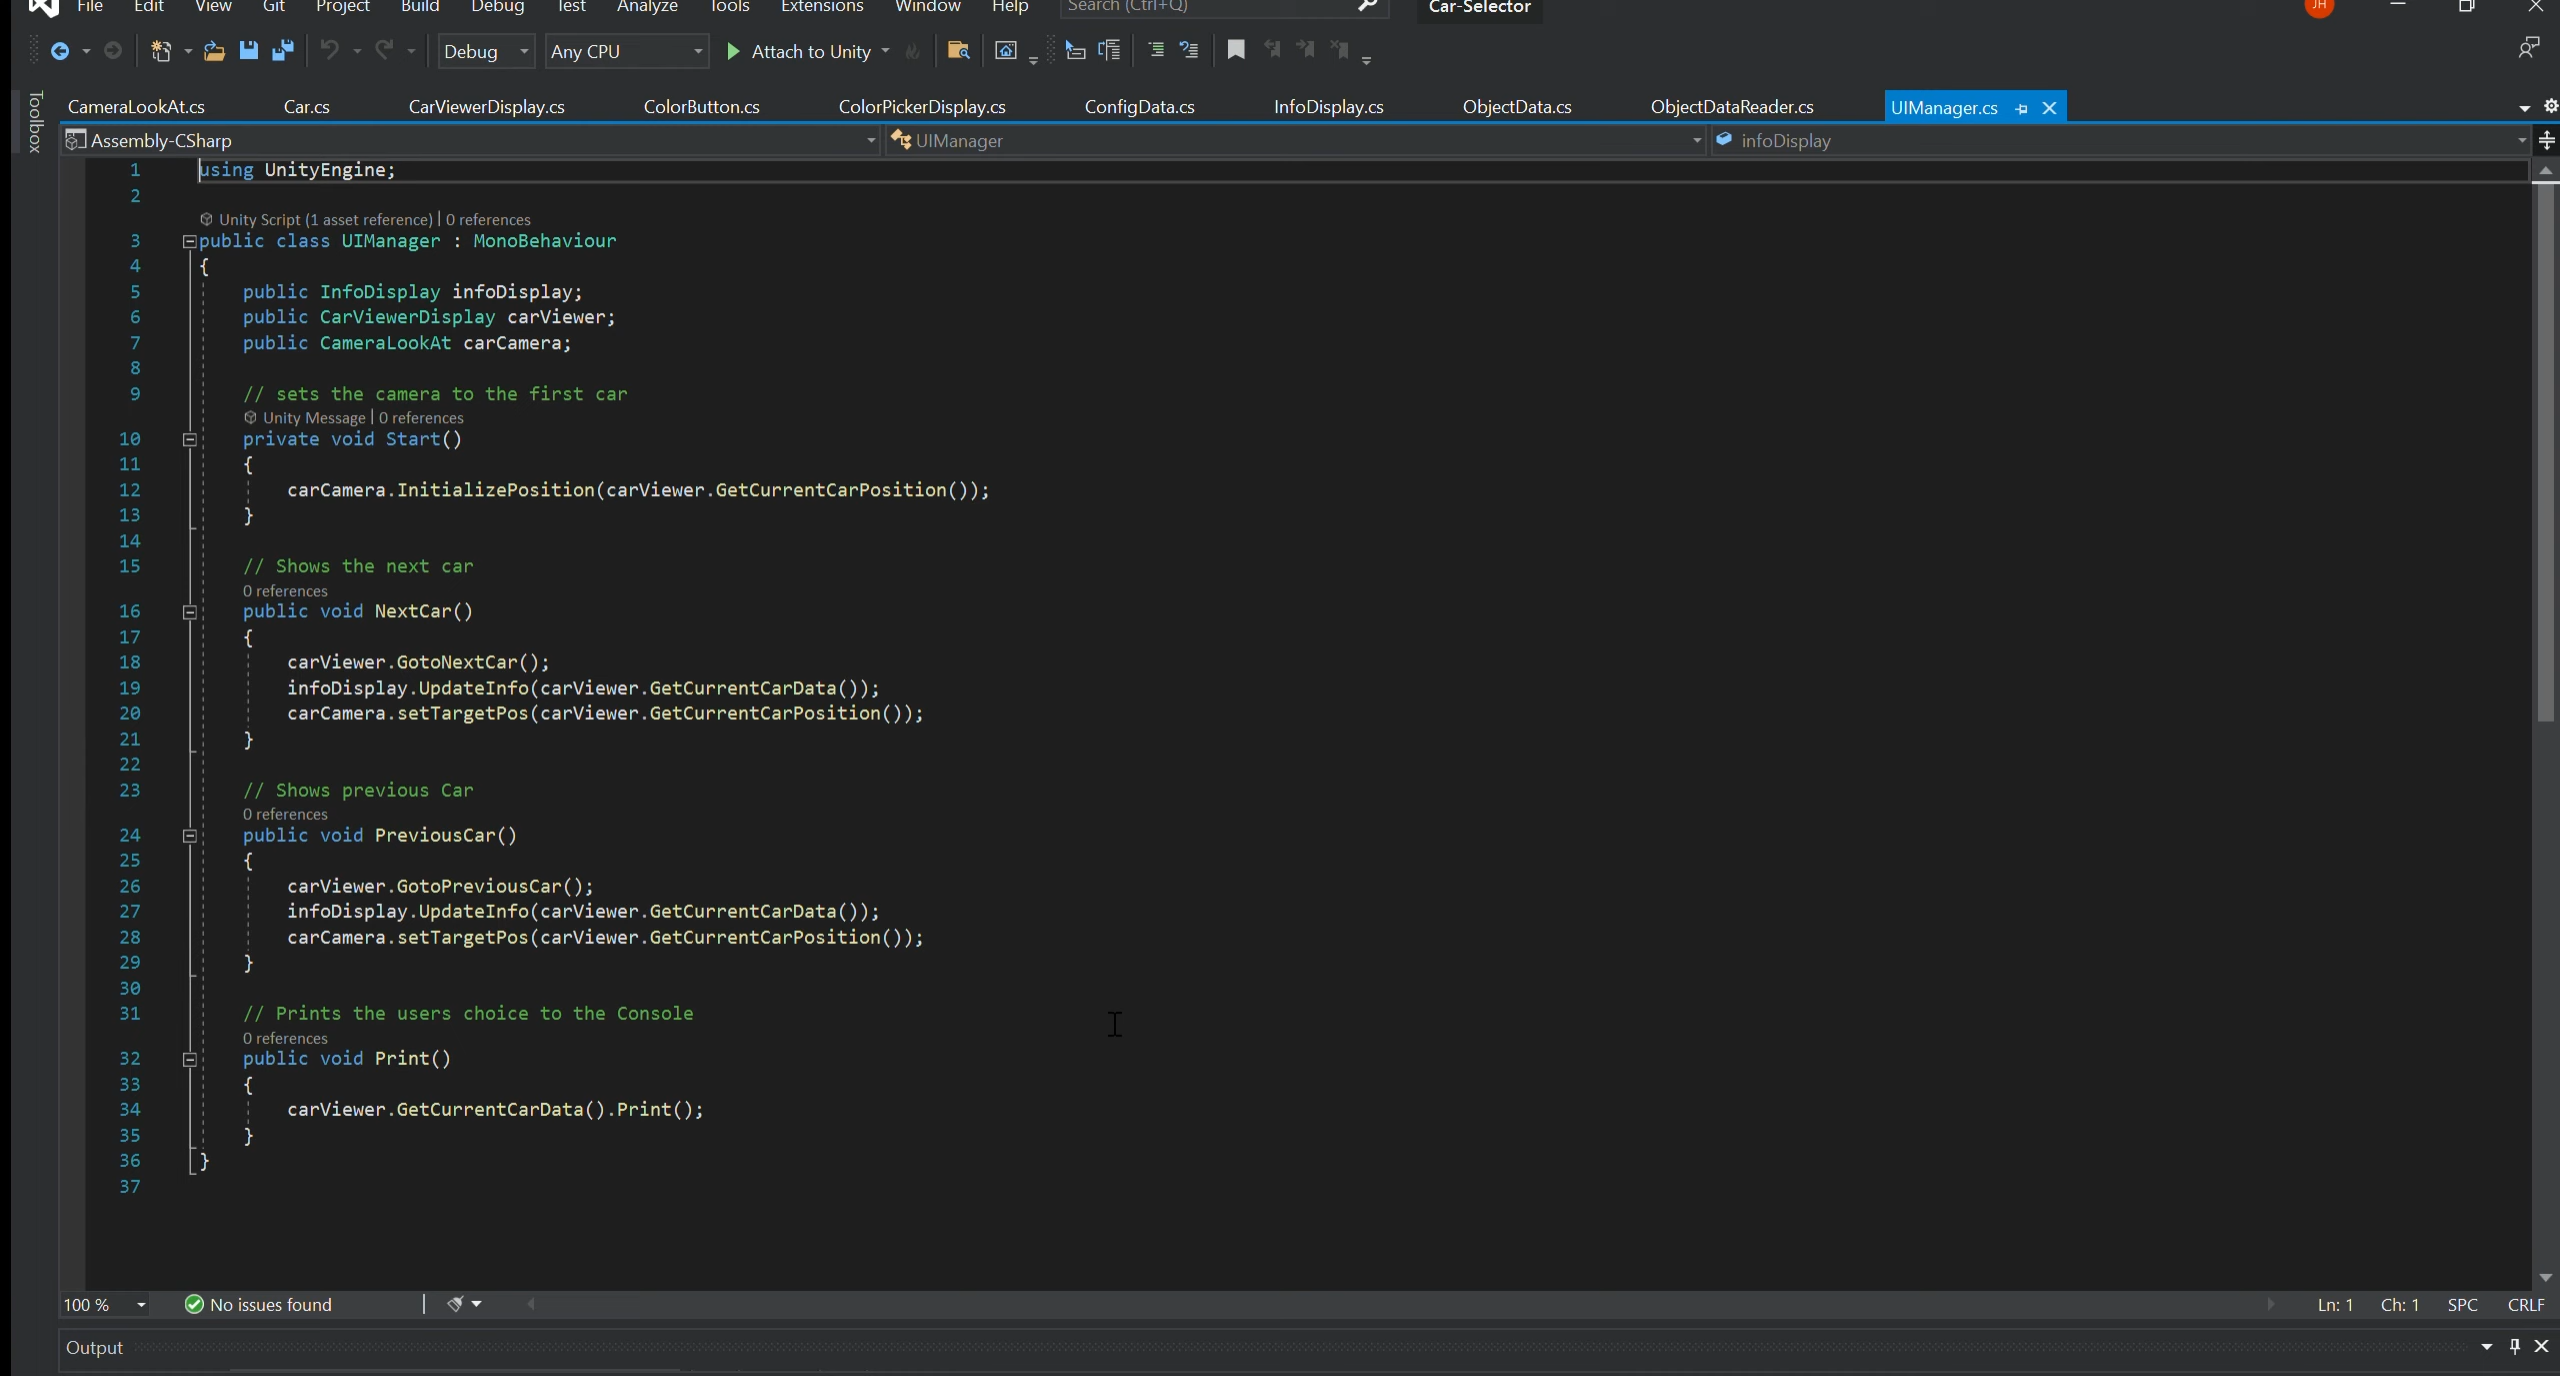 File Edit View Git Project Build Debug Test Analyze Tools Extensions Window Help Search (Ctrl+Q) Car-Selector JH
Debug Any CPU Attach to Unity
Toolbox
CameraLookAt.cs Car.cs CarViewerDisplay.cs ColorButton.cs ColorPickerDisplay.cs ConfigData.cs InfoDisplay.cs ObjectData.cs ObjectDataReader.cs UIManager.cs
Assembly-CSharp UIManager infoDisplay
1 using UnityEngine;
2
Unity Script (1 asset reference) | 0 references
3 public class UIManager : MonoBehaviour
4 {
5 public InfoDisplay infoDisplay;
6 public CarViewerDisplay carViewer;
7 public CameraLookAt carCamera;
8
9 // sets the camera to the first car
Unity Message | 0 references
10 private void Start()
11 {
12 carCamera.InitializePosition(carViewer.GetCurrentCarPosition());
13 }
14
15 // Shows the next car
0 references
16 public void NextCar()
17 {
18 carViewer.GotoNextCar();
19 infoDisplay.UpdateInfo(carViewer.GetCurrentCarData());
20 carCamera.setTargetPos(carViewer.GetCurrentCarPosition());
21 }
22
23 // Shows previous Car
0 references
24 public void PreviousCar()
25 {
26 carViewer.GotoPreviousCar();
27 infoDisplay.UpdateInfo(carViewer.GetCurrentCarData());
28 carCamera.setTargetPos(carViewer.GetCurrentCarPosition());
29 }
30
31 // Prints the users choice to the Console
0 references
32 public void Print()
33 {
34 carViewer.GetCurrentCarData().Print();
35 }
36 }
37
100 % No issues found Ln: 1 Ch: 1 SPC CRLF
Output